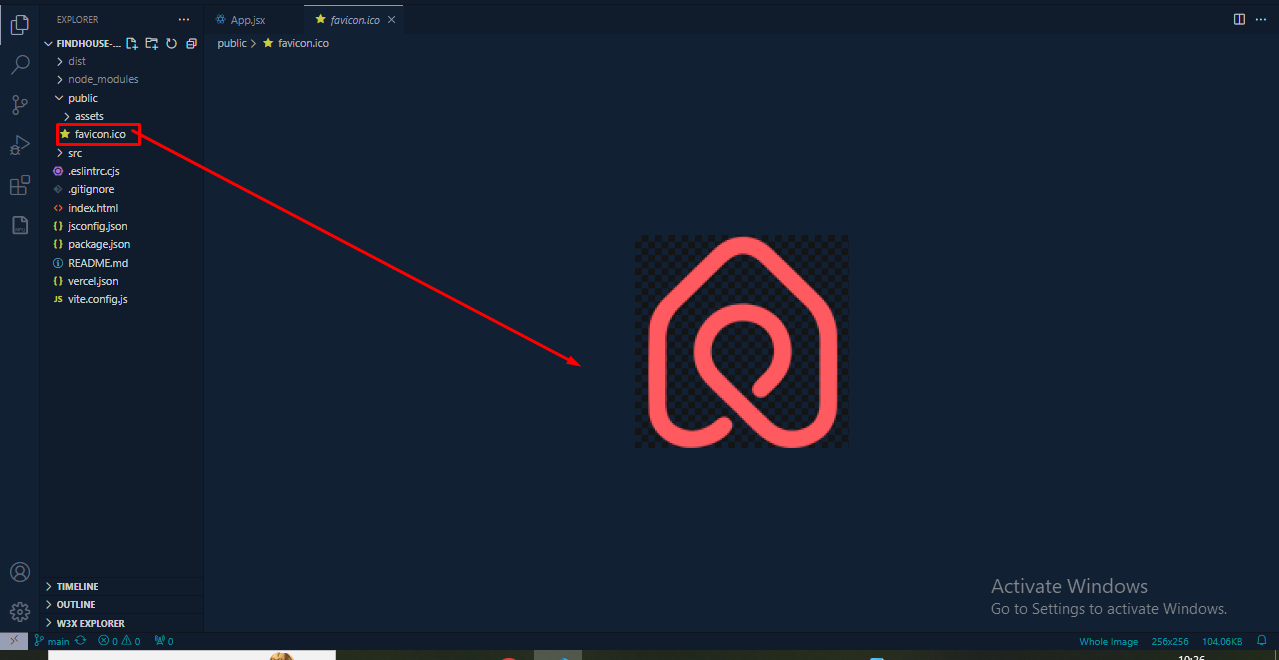 EXPLORER
App.jsx
favicon.ico
FINDHOUSE-...
public > favicon.ico
dist
node_modules
public
assets
favicon.ico
src
.eslintrc.cjs
.gitignore
index.html
{} jsconfig.json
{} package.json
README.md
{} vercel.json
JS vite.config.js
Activate Windows
Go to Settings to activate Windows.
TIMELINE
OUTLINE
W3X EXPLORER
main 0 0 0
Whole Image 256x256 104.06KB